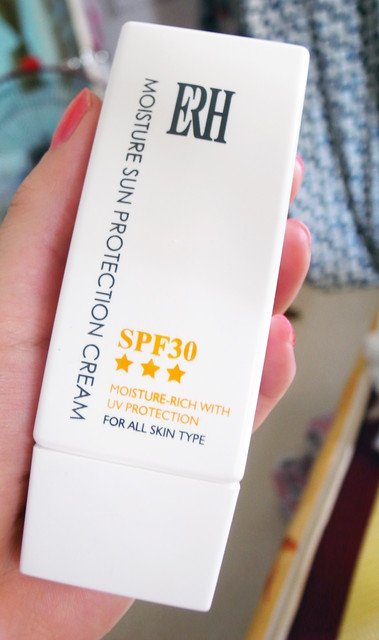 ERH
MOISTURE SUN PROTECTION CREAM
SPF30
MOISTURE-RICH WITH
UV PROTECTION
FOR ALL SKIN TYPE